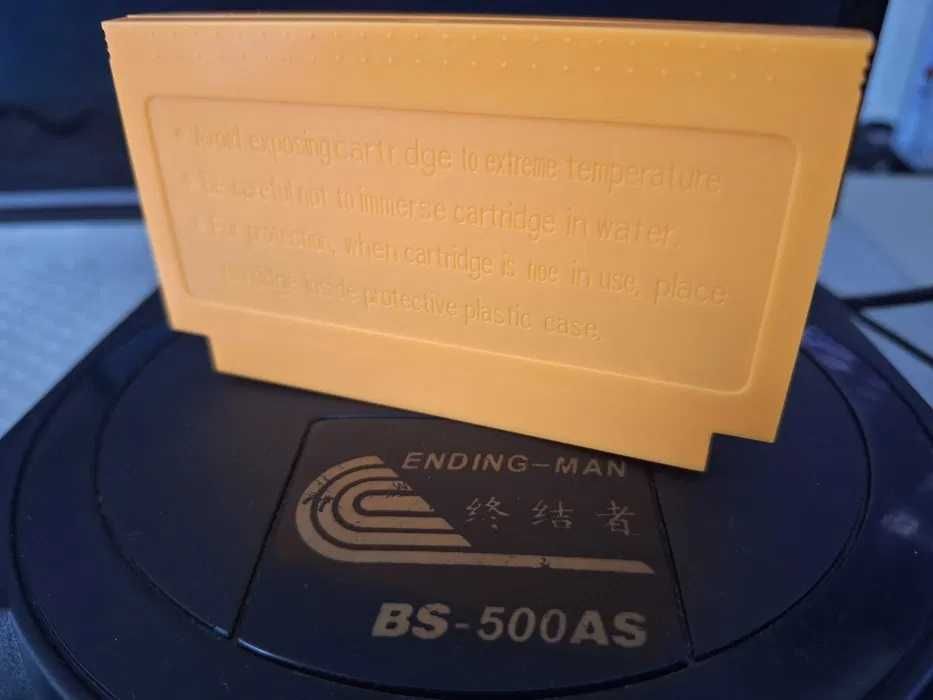 • Avoid exposing cartr dge to extreme temperature
• Be careful not to immerse cartridge in water.
• For protection, when cartridge is noe in use, place
cartridge inside protective plastic case.
ENDING-MAN
终结者
BS-500AS